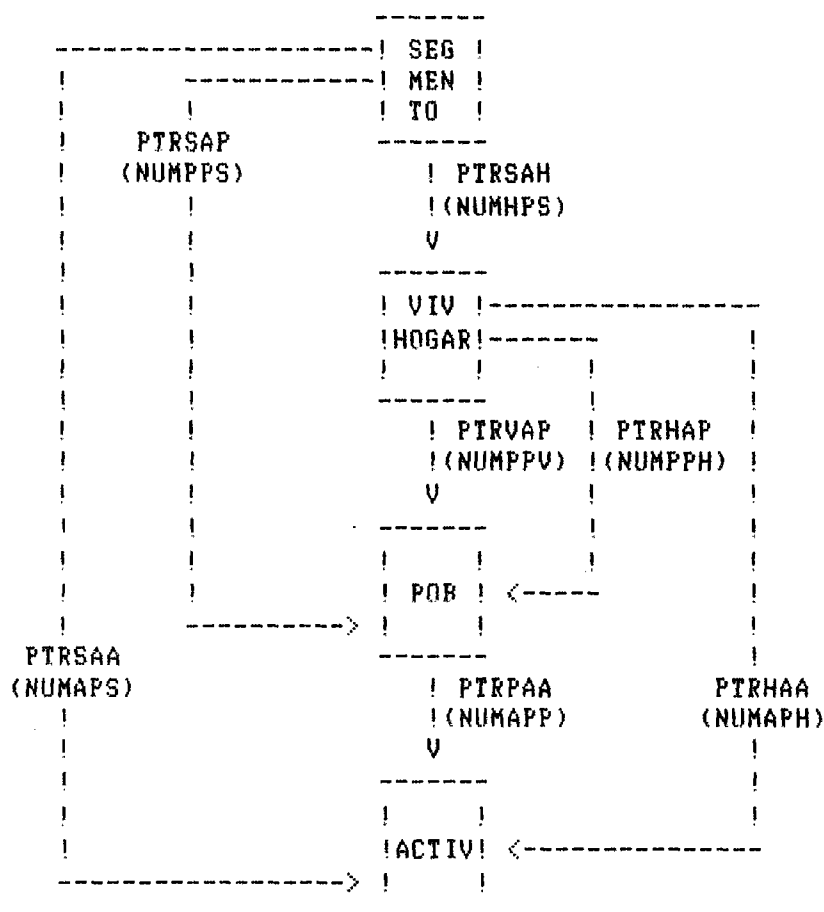 SEG
MEN
TO
PTRSAP
(NUMPPS)
PTRSAH
(NUMHPS)
V
VIV
HOGAR
PTRVAP
(NUMPPV)
V
PTRHAP
(NUMPPH)
POB
PTRSAA
(NUMAPS)
PTRPAA
(NUMAPP)
V
PTRHAA
(NUMAPH)
ACTIV